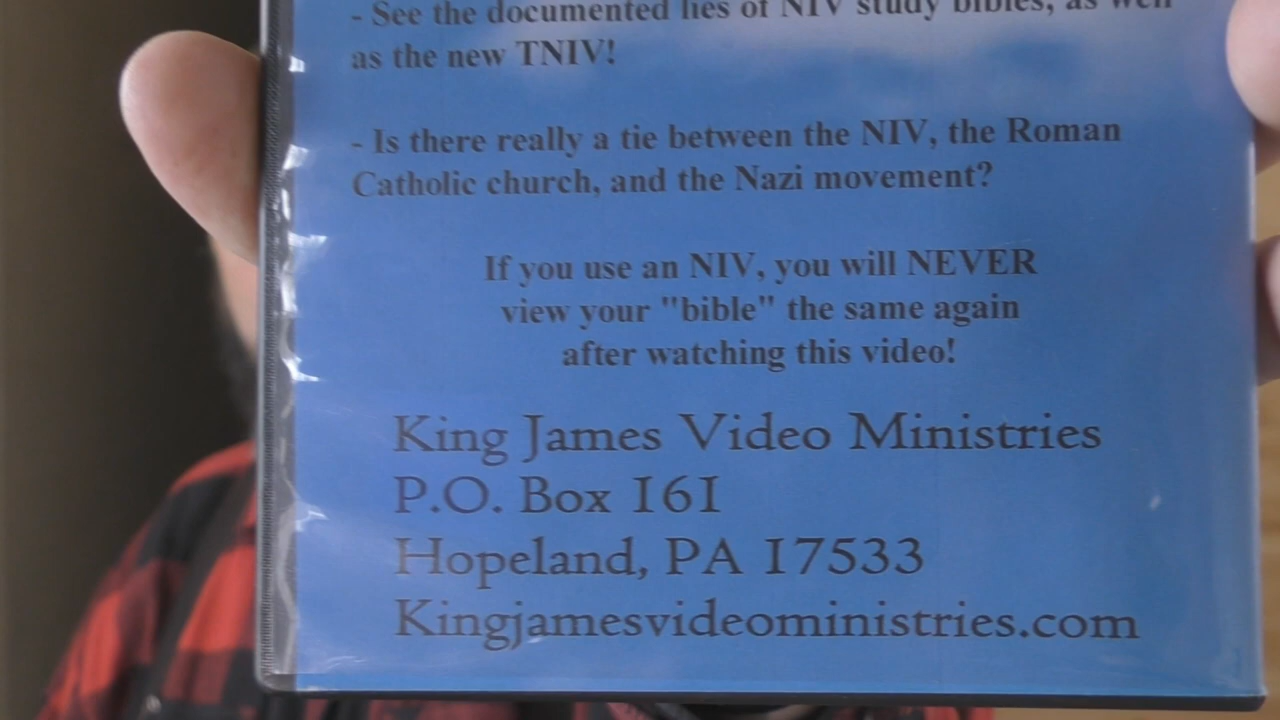 - See the documented lies of NIV study bibles, as well
as the new TNIV!
- Is there really a tie between the NIV, the Roman
Catholic church, and the Nazi movement?
If you use an NIV, you will NEVER
view your "bible" the same again
after watching this video!
King James Video Ministries
P.O. Box 161
Hopeland, PA 17533
Kingjamesvideoministries.com